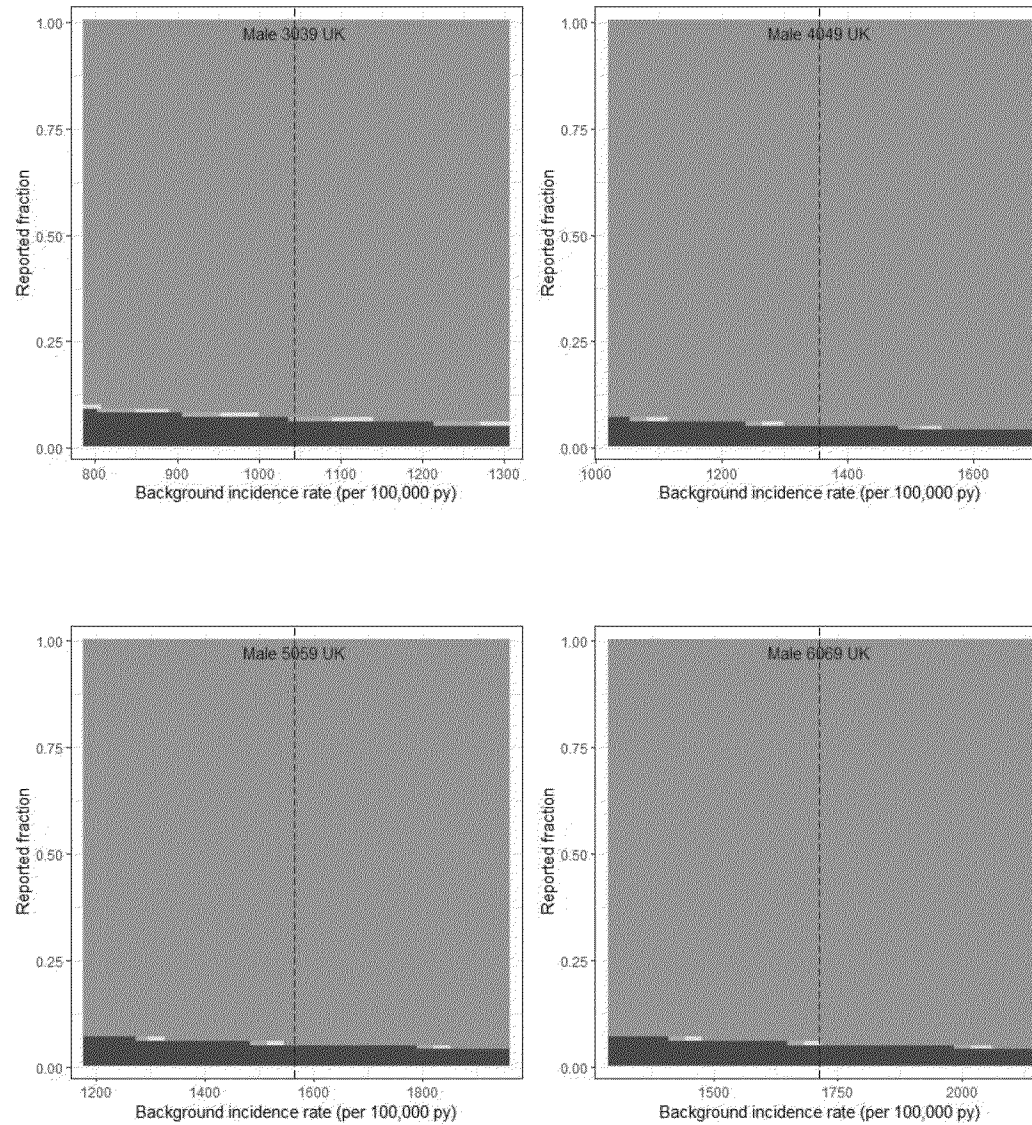 Male 3039 UK
1.00
0.75
0.50
0.25
0.00
Reported fraction
800 900 1000 1100 1200 1300
Background incidence rate (per 100,000 py)
Male 4049 UK
1.00
0.75
0.50
0.25
0.00
Reported fraction
1000 1200 1400 1600
Background incidence rate (per 100,000 py)
Male 5059 UK
1.00
0.75
0.50
0.25
0.00
Reported fraction
1200 1400 1600 1800
Background incidence rate (per 100,000 py)
Male 6069 UK
1.00
0.75
0.50
0.25
0.00
Reported fraction
1500 1750 2000
Background incidence rate (per 100,000 py)